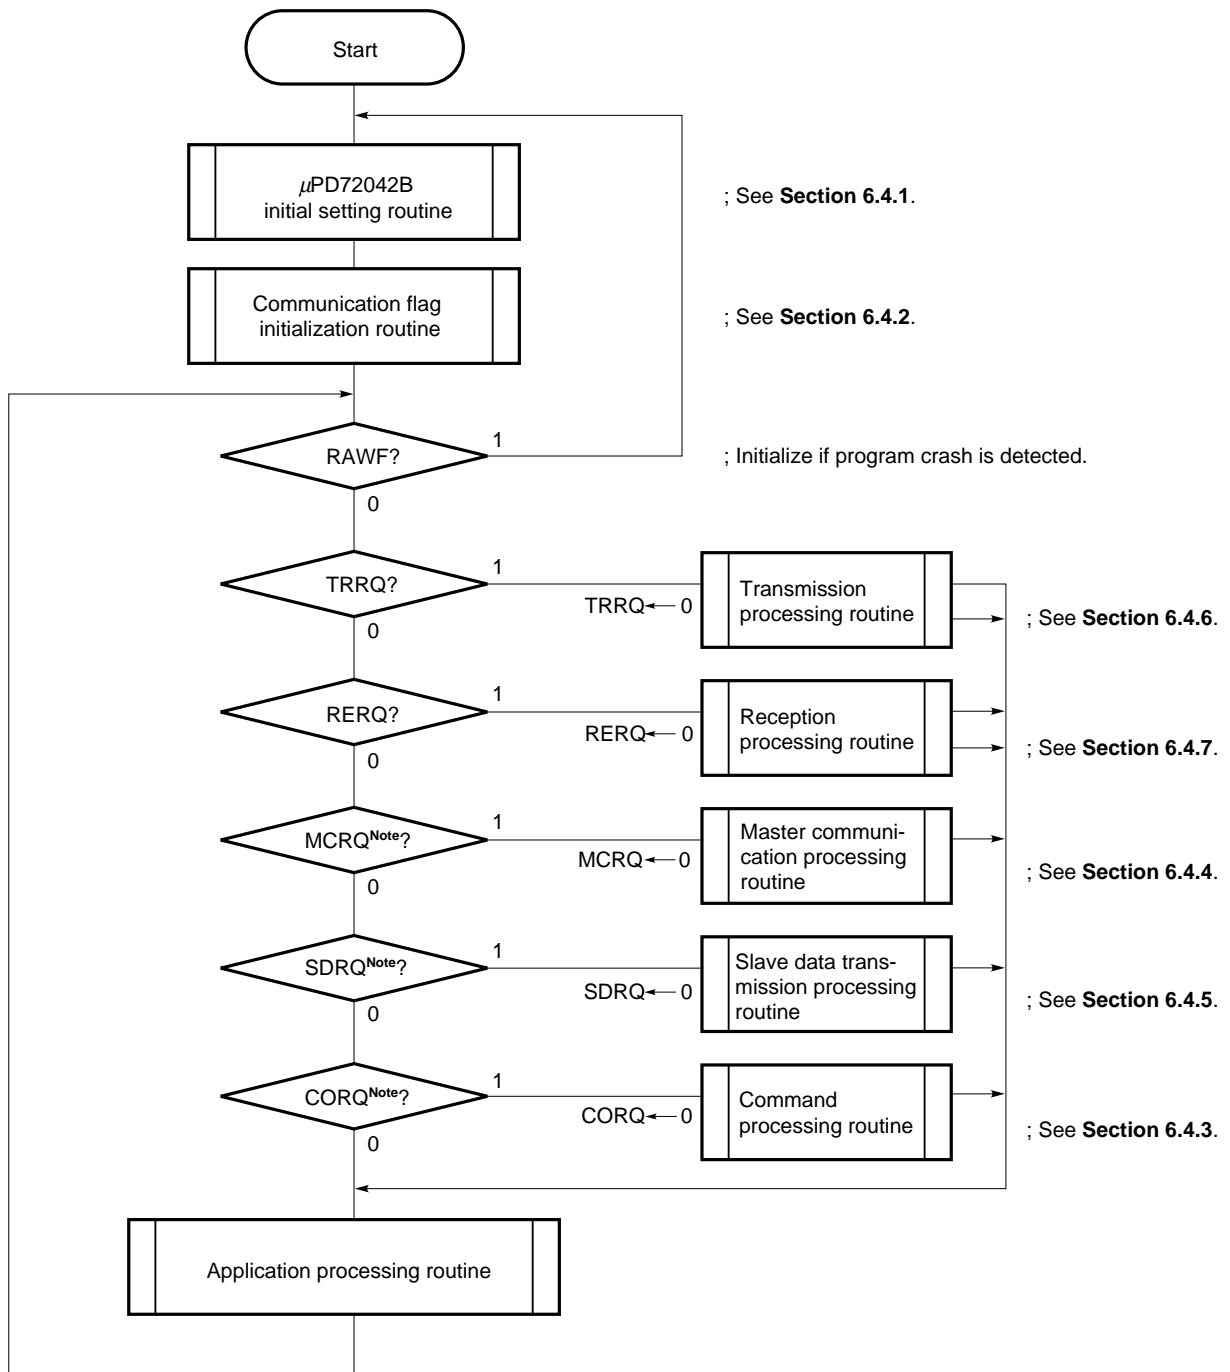 Start
μPD72042B
initial setting routine
; See Section 6.4.1.
Communication flag
initialization routine
; See Section 6.4.2.
RAWF?
1
; Initialize if program crash is detected.
0
TRRQ?
1
TRRQ ← 0
Transmission
processing routine
; See Section 6.4.6.
0
RERQ?
1
RERQ ← 0
Reception
processing routine
; See Section 6.4.7.
0
MCRQNote?
1
MCRQ ← 0
Master communi-
cation processing
routine
; See Section 6.4.4.
0
SDRQNote?
1
SDRQ ← 0
Slave data trans-
mission processing
routine
; See Section 6.4.5.
0
CORQNote?
1
CORQ ← 0
Command
processing routine
; See Section 6.4.3.
0
Application processing routine